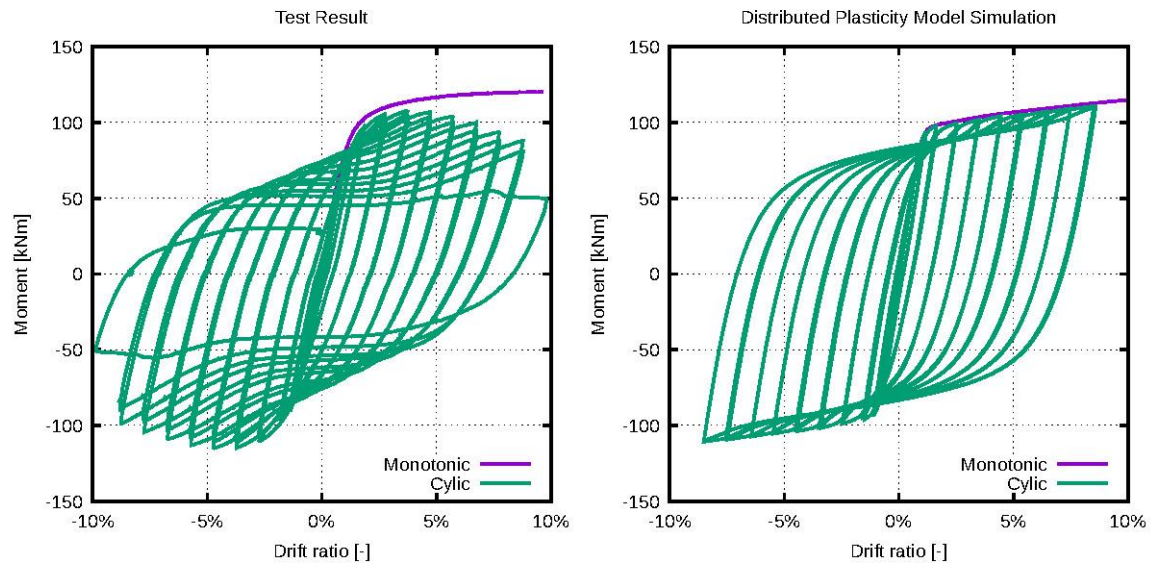 Test Result
150
100
50
0
-50
-100
-150
-10%
-5%
0%
5%
10%
Moment [kNm]
Drift ratio [-]
Monotonic
Cylic
Distributed Plasticity Model Simulation
150
100
50
0
-50
-100
-150
-10%
-5%
0%
5%
10%
Moment [kNm]
Drift ratio [-]
Monotonic
Cylic